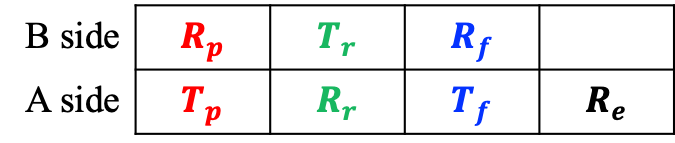 B side R_p T_r R_f
A side T_p R_r T_f R_e